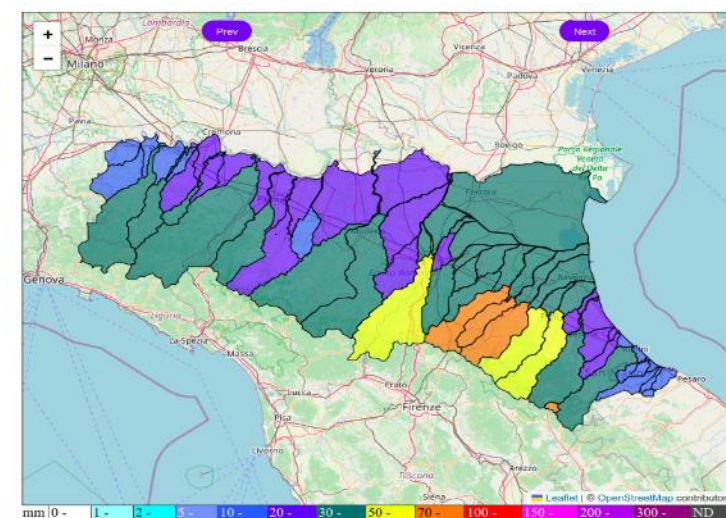 +
−
Prev
Next
Lombardia
Monza
Milano
Brescia
Verona
Vicenza
Padova
Venezia
Pavia
Cremona
Rovigo
Parco Regionale
Veneto
del Delta
del Po
Genova
Liguria
La-Spezia
Massa
Lucca
Prato
Pisa
Firenze
Pesaro
Livorno
Arezzo
Toscana
Siena
Leaflet | © OpenStreetMap contributor
mm 0 - 1 - 2 - 5 - 10 - 20 - 30 - 50 - 70 - 100 - 150 - 200 - 300 - ND